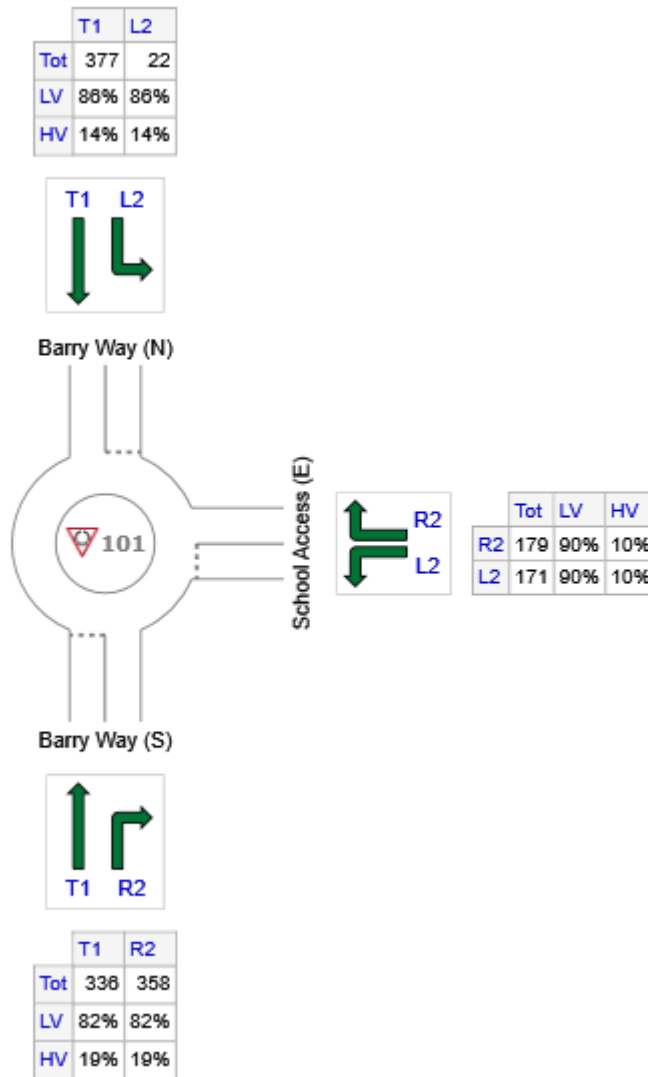 T1 L2
Tot 377 22
LV 86% 86%
HV 14% 14%
T1 L2
Barry Way (N)
101
School Access (E)
R2
L2
Tot LV HV
R2 179 90% 10%
L2 171 90% 10%
Barry Way (S)
T1 R2
T1 R2
Tot 336 358
LV 82% 82%
HV 19% 19%